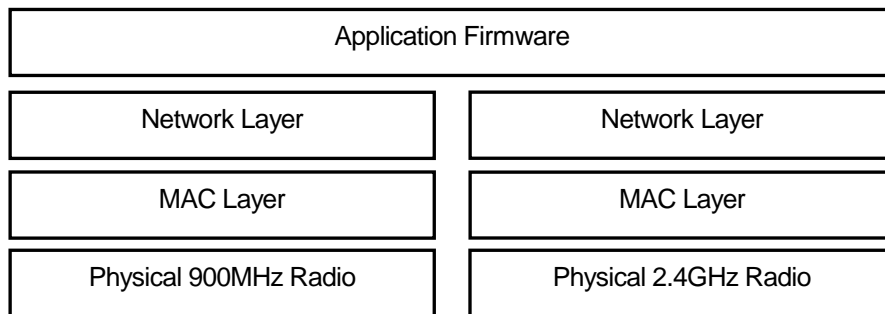 Application Firmware
Network Layer
Network Layer
MAC Layer
MAC Layer
Physical 900MHz Radio
Physical 2.4GHz Radio